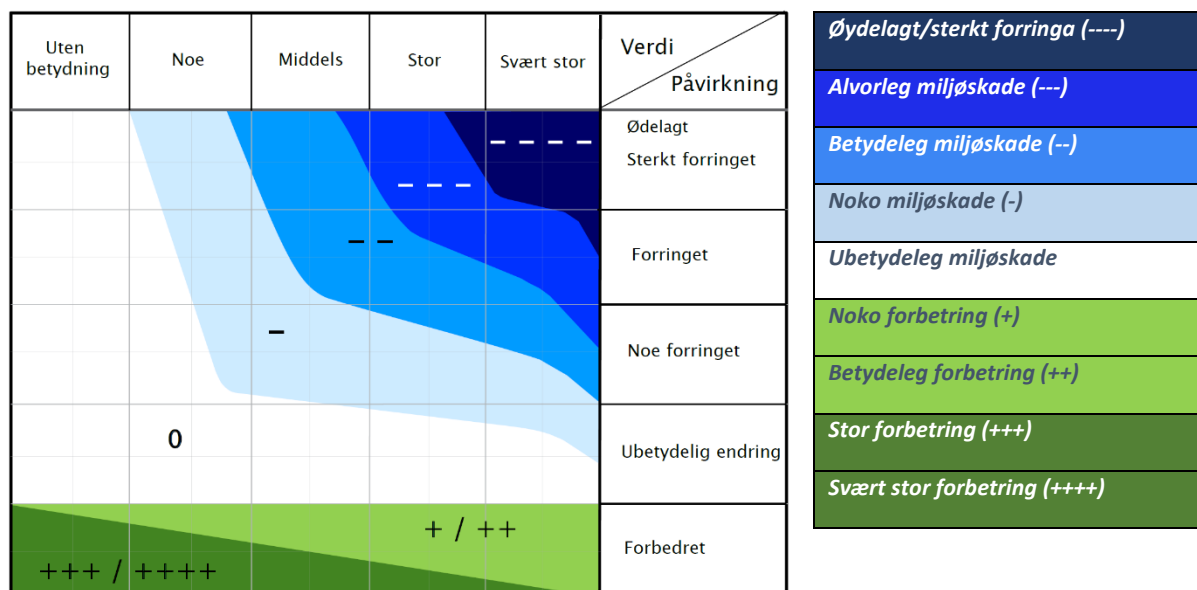 Uten
betydning
Noe
Middels
Stor
Svært stor
Verdi
Påvirkning
Ødelagt
Sterkt forringet
Forringet
Noe forringet
Ubetydelig endring
Forbedret
– – – –
– – –
– –
–
0
+ / ++
+++ / ++++
Øydelagt/sterkt forringa (----)
Alvorleg miljøskade (---)
Betydeleg miljøskade (--)
Noko miljøskade (-)
Ubetydeleg miljøskade
Noko forbetring (+)
Betydeleg forbetring (++)
Stor forbetring (+++)
Svært stor forbetring (++++)